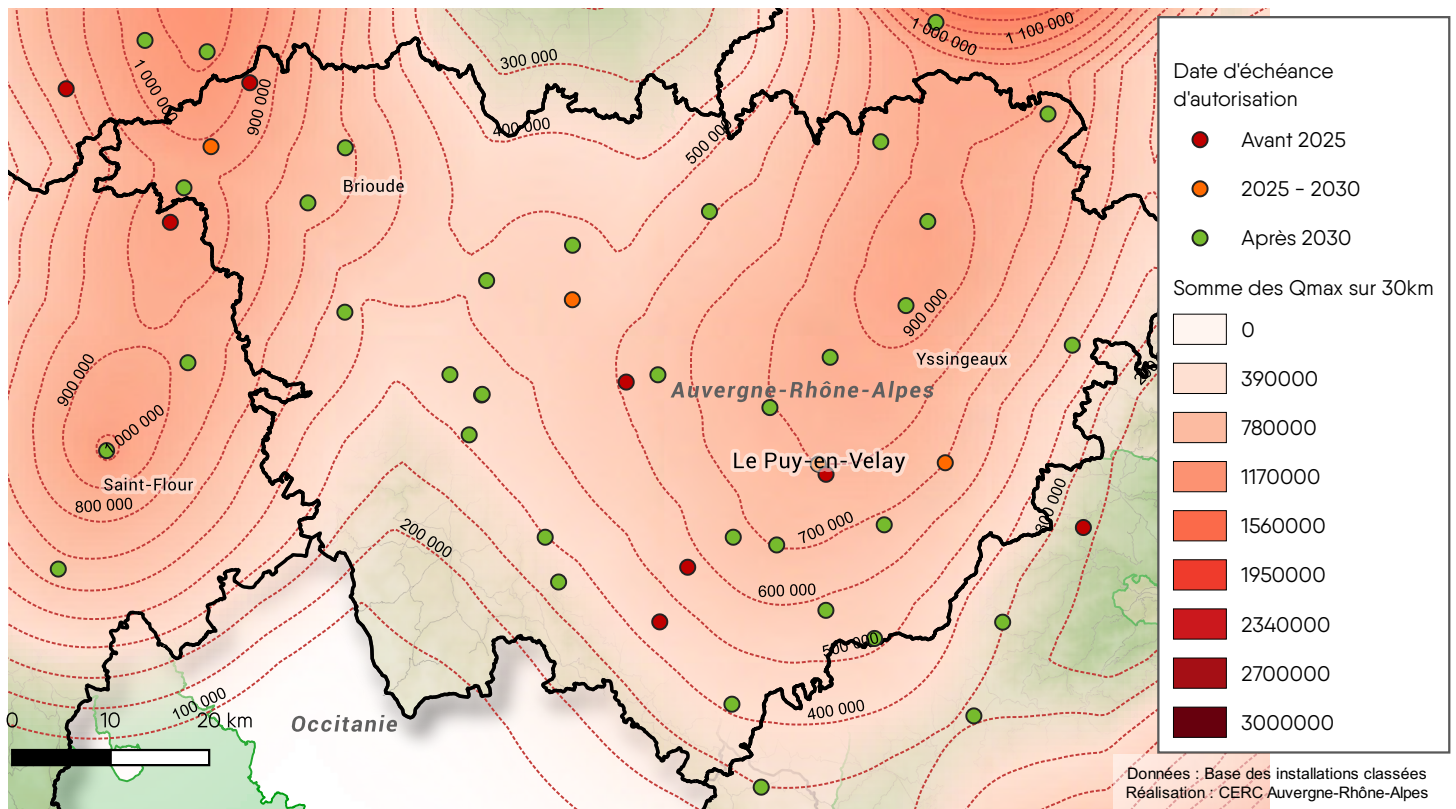 1 000 000
1 100 000
300 000
1 000 000
900 000
400 000
500 000
Brioude
900 000
Yssingeaux
Auvergne-Rhône-Alpes
900 000
1 000 000
Le Puy-en-Velay
Saint-Flour
800 000
200 000
700 000
600 000
500 000
400 000
100 000
Occitanie
0 10 20 km
Date d'échéance
d'autorisation
Avant 2025
2025 - 2030
Après 2030
Somme des Qmax sur 30km
0
390000
780000
1170000
1560000
1950000
2340000
2700000
3000000
Données : Base des installations classées
Réalisation : CERC Auvergne-Rhône-Alpes